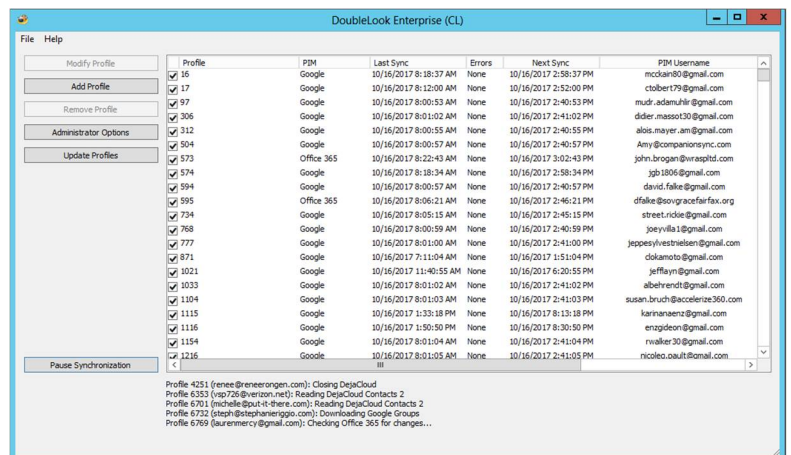 DoubleLook Enterprise (CL)
File Help
Modify Profile
Add Profile
Remove Profile
Administrator Options
Update Profiles
Pause Synchronization
Profile PIM Last Sync Errors Next Sync PIM Username
16 Google 10/16/2017 8:18:37 AM None 10/16/2017 2:58:37 PM mcckain80@gmail.com
17 Google 10/16/2017 8:12:00 AM None 10/16/2017 2:52:00 PM ctolbert79@gmail.com
97 Google 10/16/2017 8:00:53 AM None 10/16/2017 2:40:53 PM mudr.adamuhlir@gmail.com
306 Google 10/16/2017 8:01:02 AM None 10/16/2017 2:41:02 PM didier.massot30@gmail.com
312 Google 10/16/2017 8:00:55 AM None 10/16/2017 2:40:55 PM alois.mayer.am@gmail.com
504 Google 10/16/2017 8:00:57 AM None 10/16/2017 2:40:57 PM Amy@companionsync.com
573 Office 365 10/16/2017 8:22:43 AM None 10/16/2017 3:02:43 PM john.brogan@wraspltd.com
574 Google 10/16/2017 8:18:34 AM None 10/16/2017 2:58:34 PM jgb1806@gmail.com
594 Google 10/16/2017 8:00:57 AM None 10/16/2017 2:40:57 PM david.falke@gmail.com
595 Office 365 10/16/2017 8:06:21 AM None 10/16/2017 2:46:21 PM dfalke@sovgracefairfax.org
734 Google 10/16/2017 8:05:15 AM None 10/16/2017 2:45:15 PM street.rickie@gmail.com
768 Google 10/16/2017 8:00:59 AM None 10/16/2017 2:40:59 PM joeyvilla1@gmail.com
777 Google 10/16/2017 8:01:00 AM None 10/16/2017 2:41:00 PM jeppesylvestnielsen@gmail.com
871 Google 10/16/2017 7:11:04 AM None 10/16/2017 1:51:04 PM dokamoto@gmail.com
1021 Google 10/16/2017 11:40:55 AM None 10/16/2017 6:20:55 PM jefflayn@gmail.com
1033 Google 10/16/2017 8:01:02 AM None 10/16/2017 2:41:02 PM albehrendt@gmail.com
1104 Google 10/16/2017 8:01:03 AM None 10/16/2017 2:41:03 PM susan.bruch@accelerize360.com
1115 Google 10/16/2017 1:33:18 PM None 10/16/2017 8:13:18 PM karinanaenz@gmail.com
1116 Google 10/16/2017 1:50:50 PM None 10/16/2017 8:30:50 PM enzgideon@gmail.com
1154 Google 10/16/2017 8:01:04 AM None 10/16/2017 2:41:04 PM rwalker30@gmail.com
1216 Google 10/16/2017 8:01:05 AM None 10/16/2017 2:41:05 PM nicoleg.pault@gmail.com
Profile 4251 (renee@reneerongen.com): Closing DejaCloud
Profile 6353 (vsp726@verizon.net): Reading DejaCloud Contacts 2
Profile 6701 (michelle@put-it-there.com): Reading DejaCloud Contacts 2
Profile 6732 (steph@stephanieriggio.com): Downloading Google Groups
Profile 6769 (laurenmercy@gmail.com): Checking Office 365 for changes...